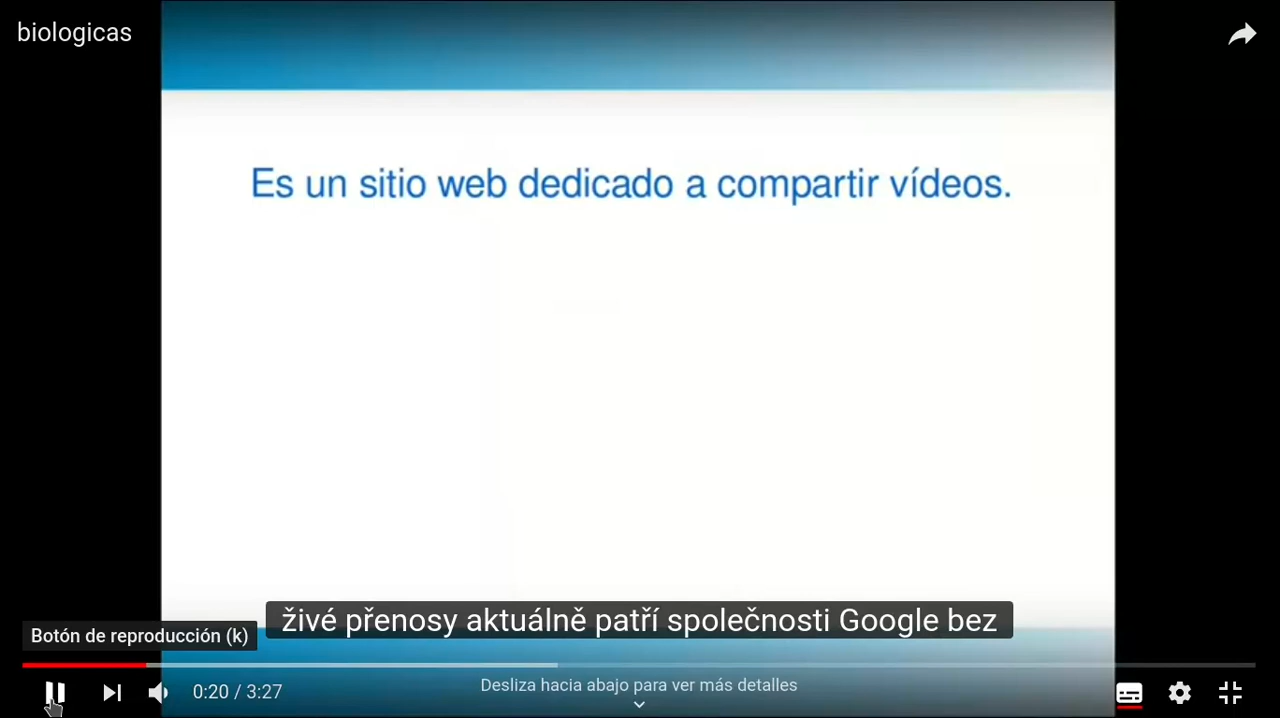 biologicas
Es un sitio web dedicado a compartir vídeos.
živé přenosy aktuálně patří společnosti Google bez
Botón de reproducción (k)
0:20 / 3:27
Desliza hacia abajo para ver más detalles